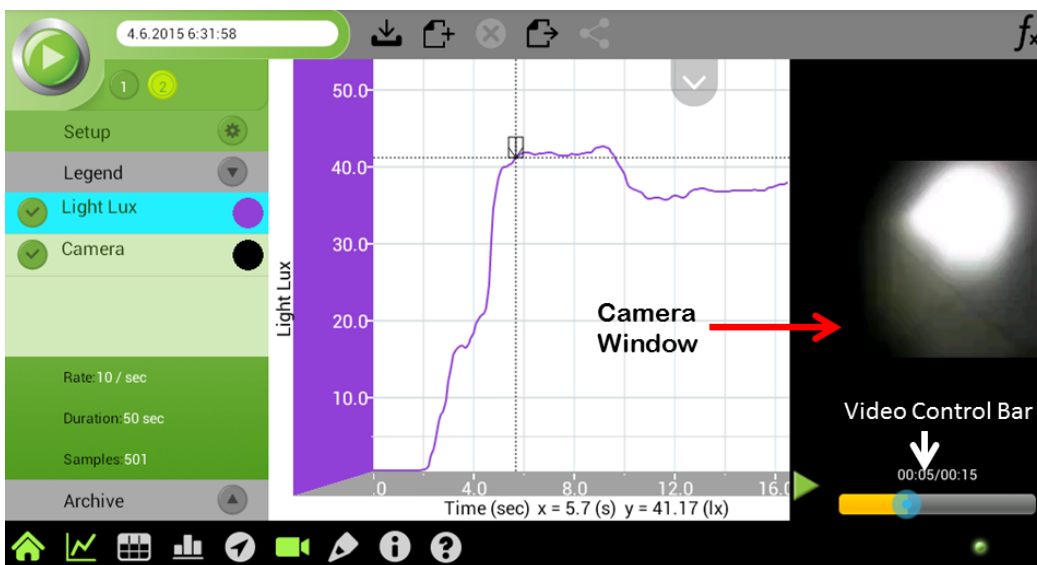 4.6.2015 6:31:58
fx
1
2
Setup
Legend
Light Lux
Camera
Rate:10 / sec
Duration:50 sec
Samples:501
Archive
Light Lux
50.0
40.0
30.0
20.0
10.0
.0
4.0
8.0
12.0
16.0
Time (sec) x = 5.7 (s) y = 41.17 (lx)
Camera
Window
Video Control Bar
00:05/00:15